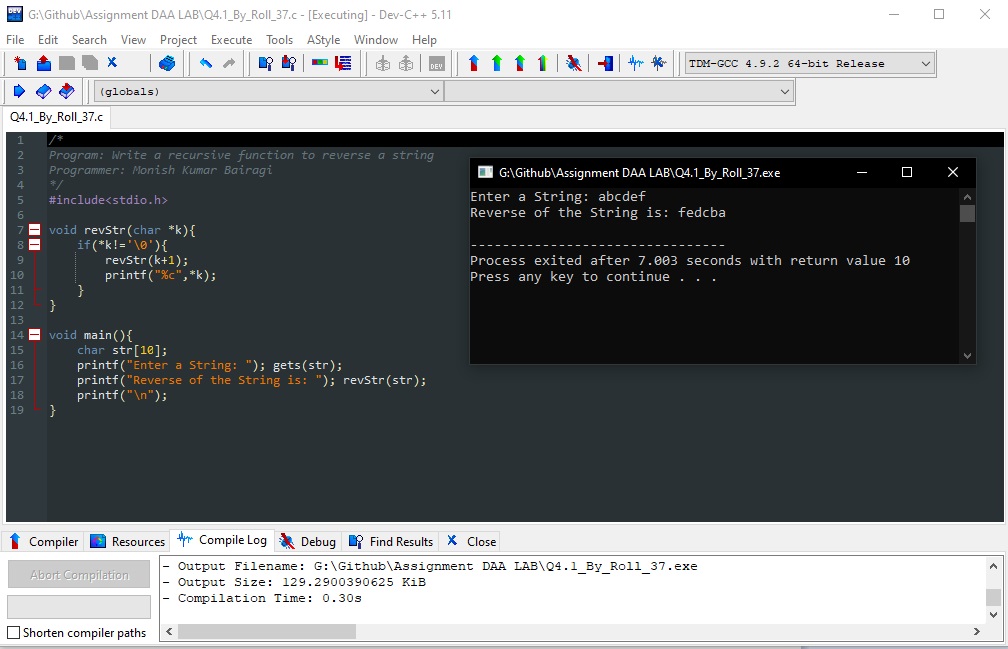 G:\Github\Assignment DAA LAB\Q4.1_By_Roll_37.c - [Executing] - Dev-C++ 5.11
File Edit Search View Project Execute Tools AStyle Window Help
TDM-GCC 4.9.2 64-bit Release
(globals)
Q4.1_By_Roll_37.c
1 /*
2 Program: Write a recursive function to reverse a string
3 Programmer: Monish Kumar Bairagi
4 */
5 #include<stdio.h>
6
7 void revStr(char *k){
8 if(*k!='\0'){
9 revStr(k+1);
10 printf("%c",*k);
11 }
12 }
13
14 void main(){
15 char str[10];
16 printf("Enter a String: "); gets(str);
17 printf("Reverse of the String is: "); revStr(str);
18 printf("\n");
19 }
G:\Github\Assignment DAA LAB\Q4.1_By_Roll_37.exe
Enter a String: abcdef
Reverse of the String is: fedcba
--------------------------------
Process exited after 7.003 seconds with return value 10
Press any key to continue . . .
Compiler Resources Compile Log Debug Find Results Close
Abort Compilation
Shorten compiler paths
- Output Filename: G:\Github\Assignment DAA LAB\Q4.1_By_Roll_37.exe
- Output Size: 129.2900390625 KiB
- Compilation Time: 0.30s